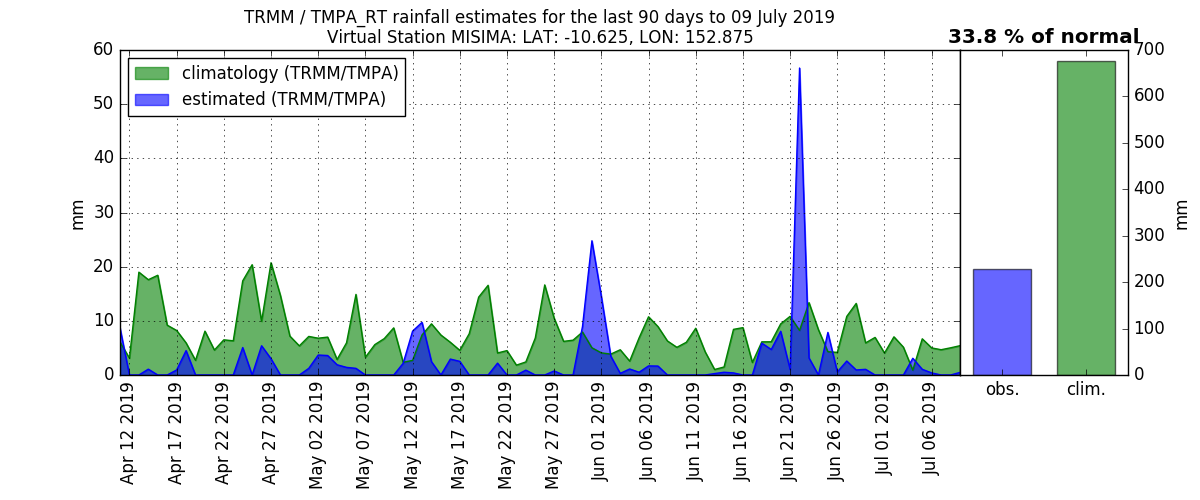 TRMM / TMPA_RT rainfall estimates for the last 90 days to 09 July 2019
Virtual Station MISIMA: LAT: -10.625, LON: 152.875
33.8 % of normal
climatology (TRMM/TMPA)
estimated (TRMM/TMPA)
mm
60
50
40
30
20
10
0
Apr 12 2019
Apr 17 2019
Apr 22 2019
Apr 27 2019
May 02 2019
May 07 2019
May 12 2019
May 17 2019
May 22 2019
May 27 2019
Jun 01 2019
Jun 06 2019
Jun 11 2019
Jun 16 2019
Jun 21 2019
Jun 26 2019
Jul 01 2019
Jul 06 2019
obs.
clim.
700
600
500
400
300
200
100
0
mm